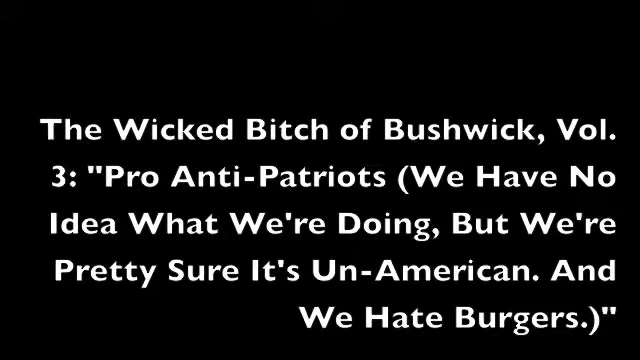 The Wicked Bitch of Bushwick, Vol.
3: "Pro Anti-Patriots (We Have No
Idea What We're Doing, But We're
Pretty Sure It's Un-American. And
We Hate Burgers.)"